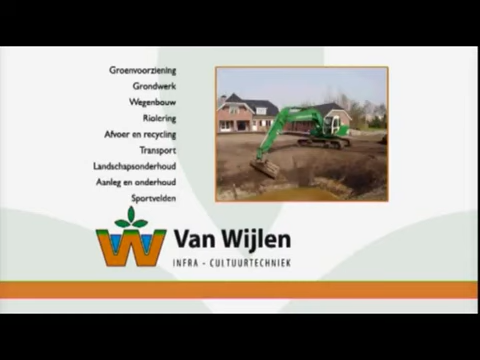 Groenvoorziening
Grondwerk
Wegenbouw
Riolering
Afvoer en recycling
Transport
Landschapsonderhoud
Aanleg en onderhoud
Sportvelden
Van Wijlen
INFRA - CULTUURTECHNIEK